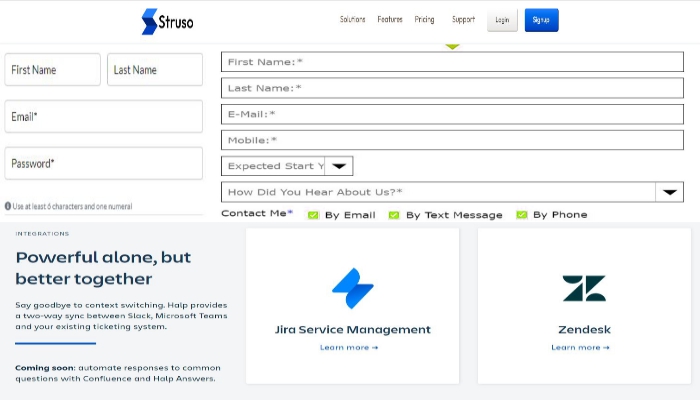 Struso
Solutions Features Pricing Support Login Signup
First Name Last Name
Email*
Password*
Use at least 6 characters and one numeral
First Name:*
Last Name:*
E-Mail:*
Mobile:*
Expected Start Y
How Did You Hear About Us?*
Contact Me* By Email By Text Message By Phone
INTEGRATIONS
Powerful alone, but
better together
Say goodbye to context switching. Halp provides
a two-way sync between Slack, Microsoft Teams
and your existing ticketing system.
Coming soon: automate responses to common
questions with Confluence and Halp Answers.
Jira Service Management
Learn more →
Zendesk
Learn more →